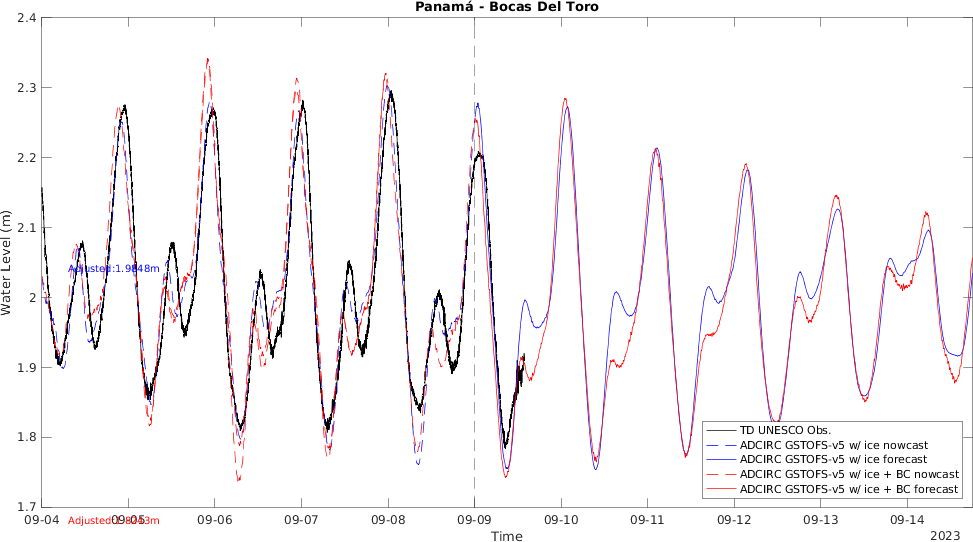 Panamá - Bocas Del Toro
Water Level (m)
2.4
2.3
2.2
2.1
2
1.9
1.8
1.7
Adjusted:1.9848m
TD UNESCO Obs.
ADCIRC GSTOFS-v5 w/ ice nowcast
ADCIRC GSTOFS-v5 w/ ice forecast
ADCIRC GSTOFS-v5 w/ ice + BC nowcast
ADCIRC GSTOFS-v5 w/ ice + BC forecast
09-04 09-05 09-06 09-07 09-08 09-09 09-10 09-11 09-12 09-13 09-14
Time
2023